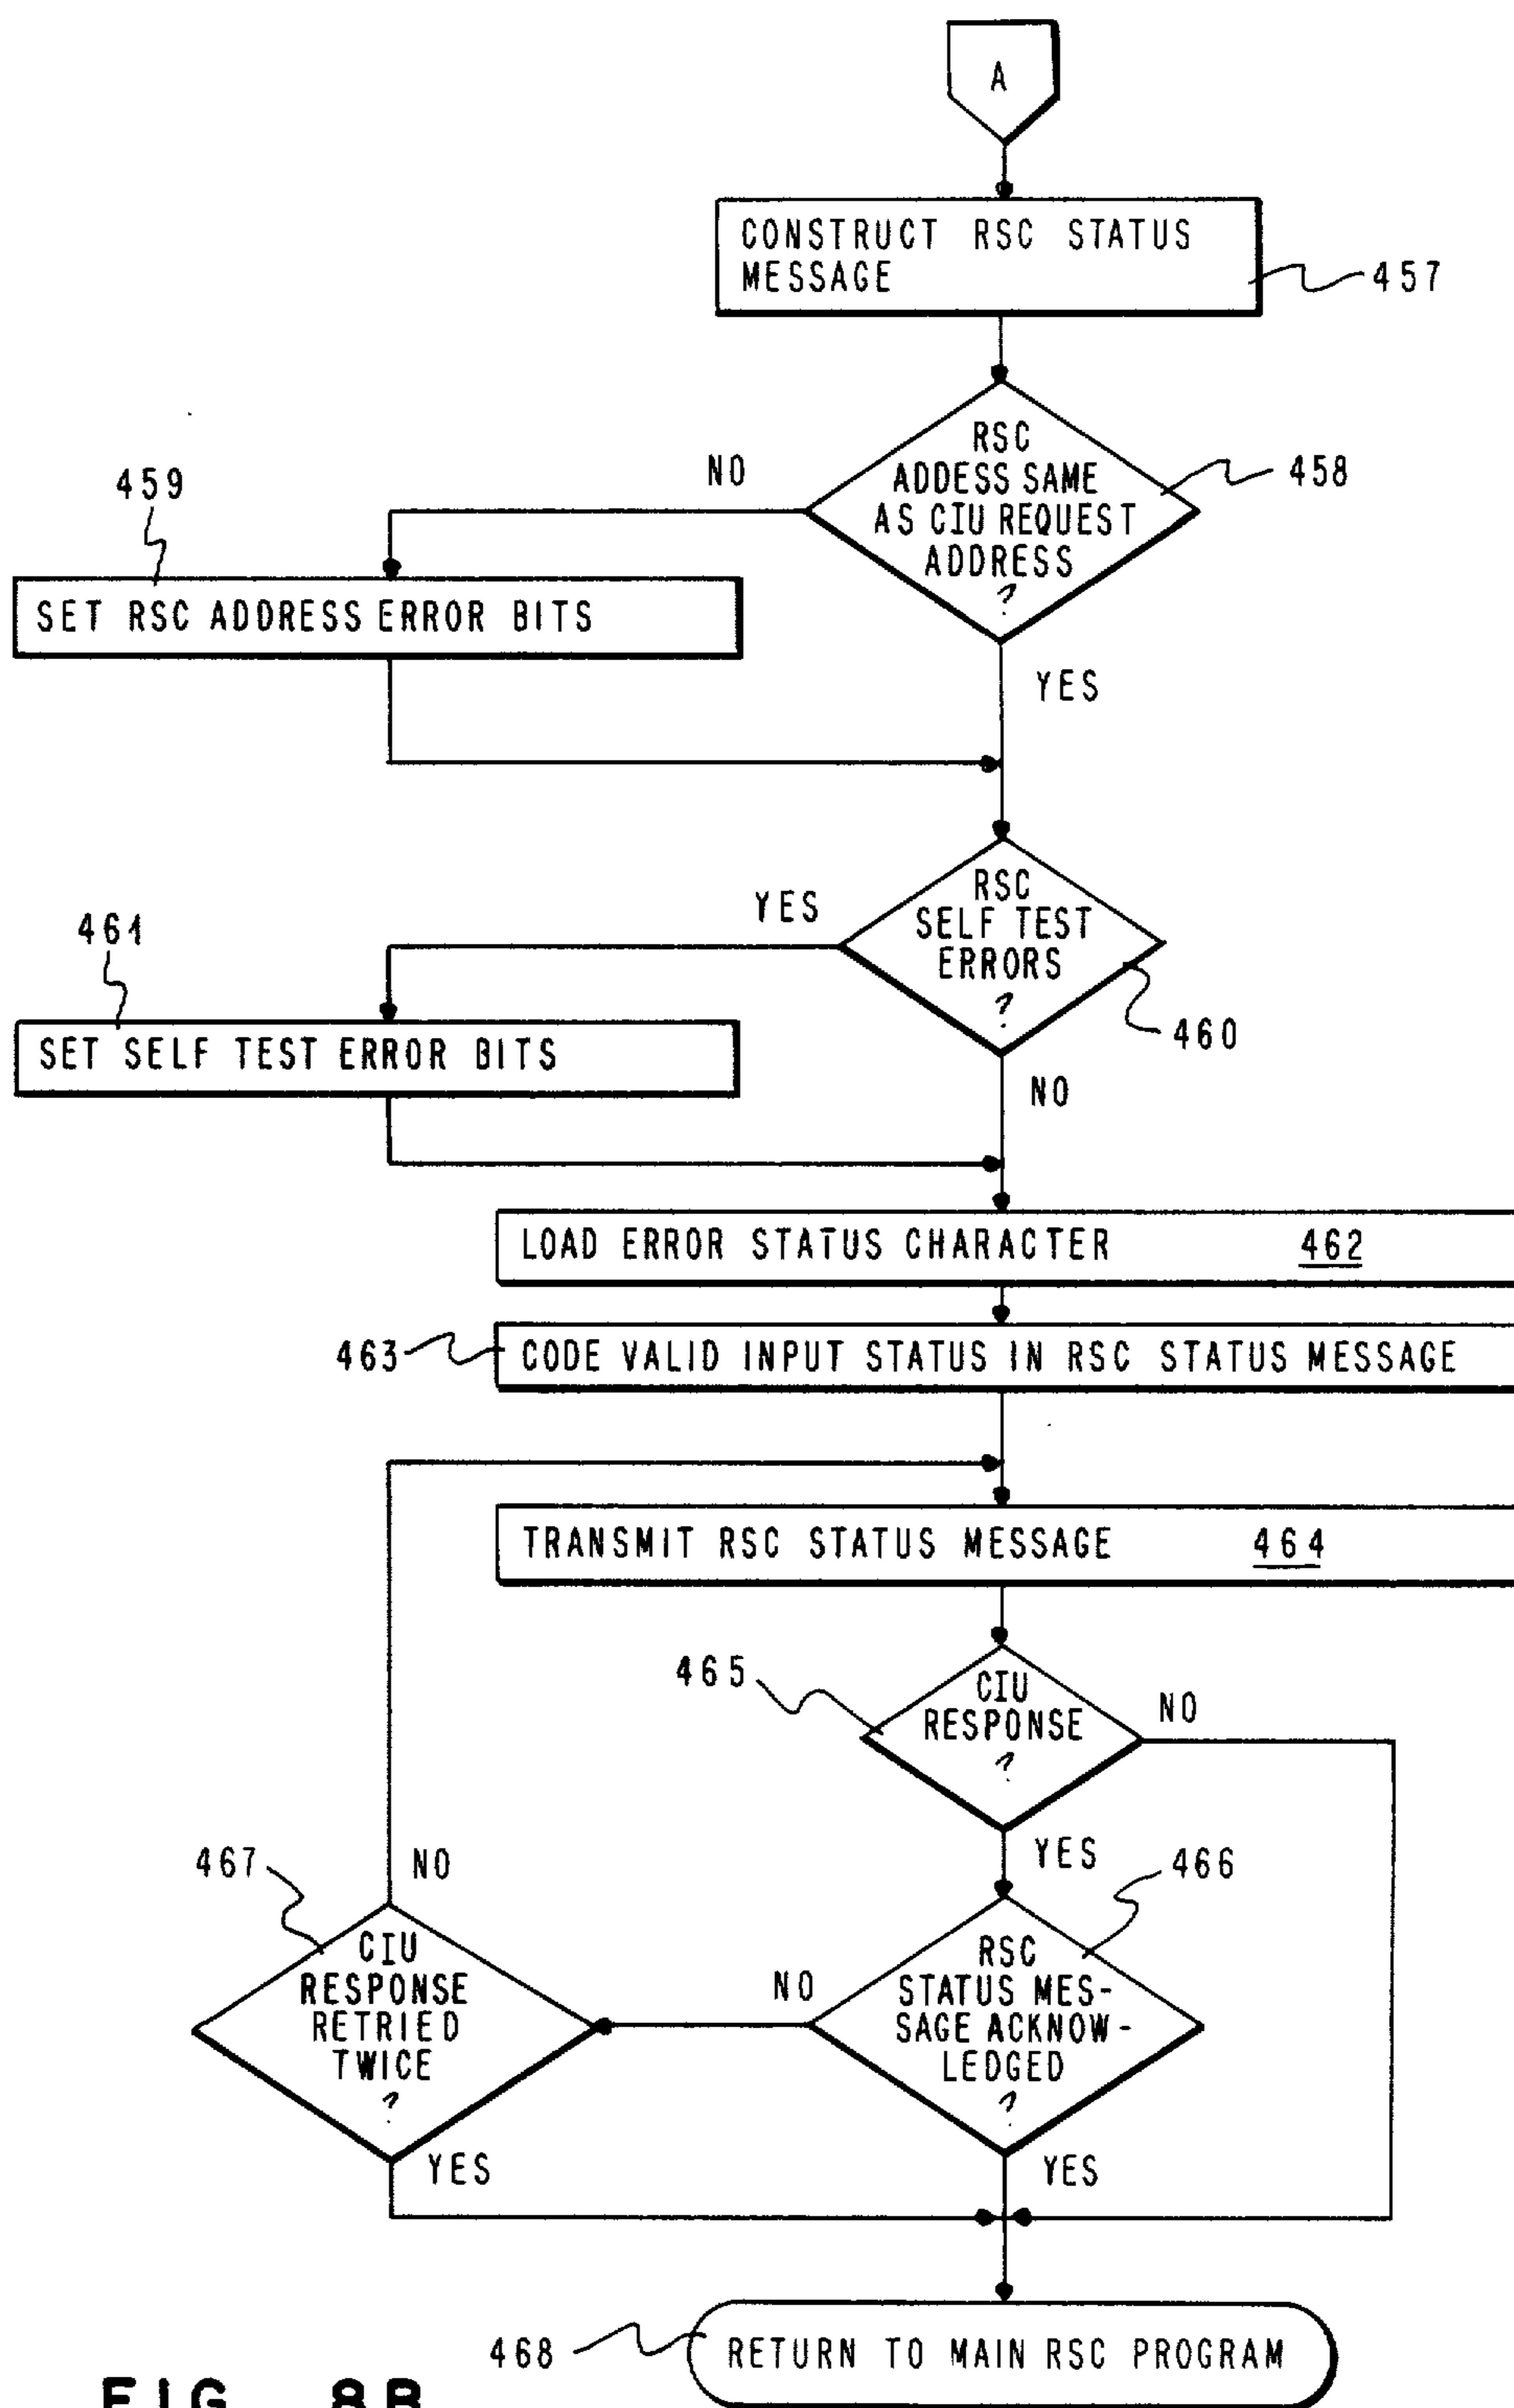 A
CONSTRUCT RSC STATUS
MESSAGE
457
RSC
ADDESS SAME
AS CIU REQUEST
ADDRESS
?
458
NO
YES
459
SET RSC ADDRESS ERROR BITS
RSC
SELF TEST
ERRORS
?
460
YES
NO
461
SET SELF TEST ERROR BITS
LOAD ERROR STATUS CHARACTER 462
463
CODE VALID INPUT STATUS IN RSC STATUS MESSAGE
TRANSMIT RSC STATUS MESSAGE 464
465
CIU
RESPONSE
?
NO
YES
466
RSC
STATUS MES-
SAGE ACKNOW-
LEDGED
?
NO
YES
467
NO
CIU
RESPONSE
RETRIED
TWICE
?
YES
468
RETURN TO MAIN RSC PROGRAM
FIG. 8B